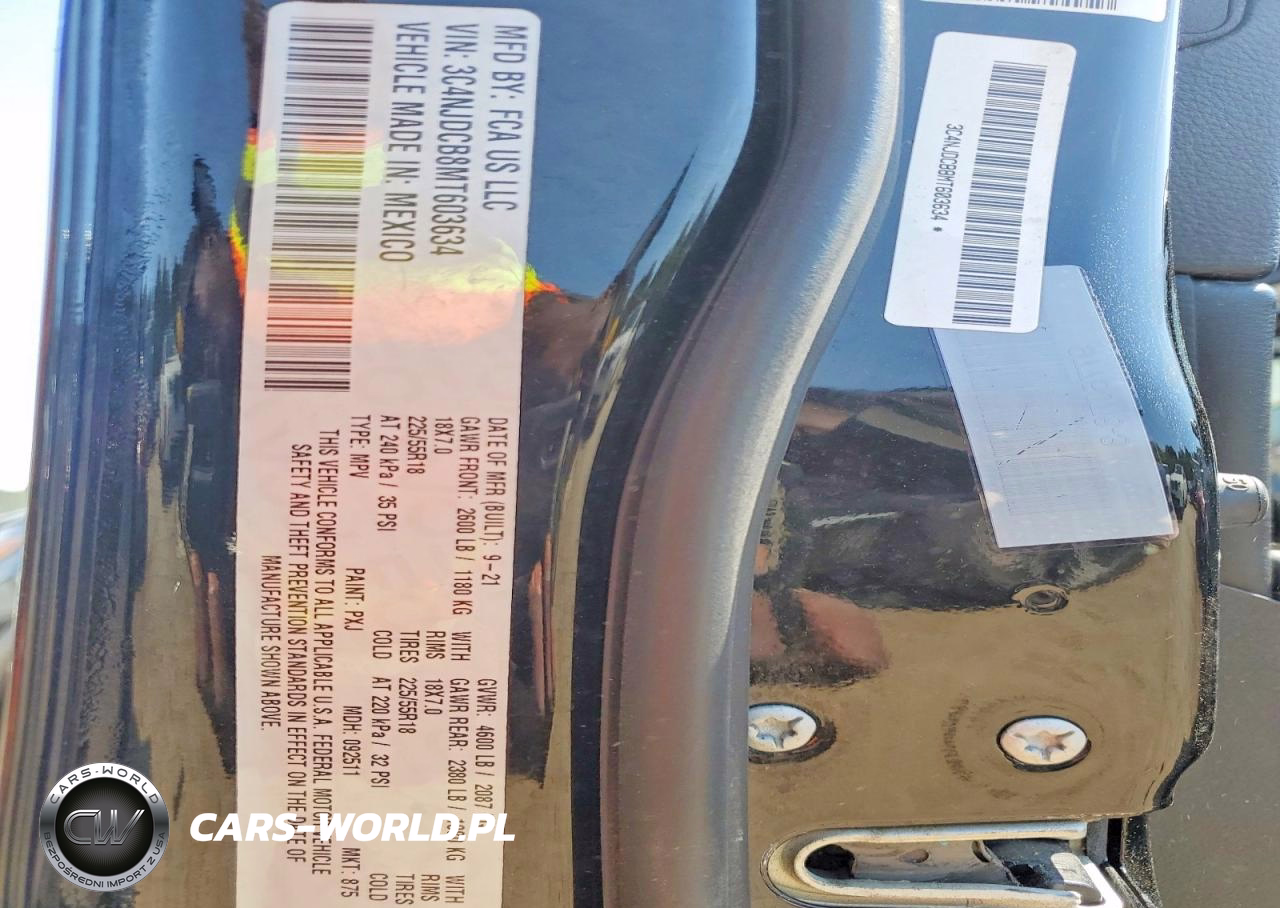 MFD BY: FCA US LLC
VIN: 3C4NJDCB8MT603634
VEHICLE MADE IN: MEXICO
DATE OF MFR (BUILT): 9-21 GVWR: 4600 LB / 2087
GAWR FRONT: 2600 LB / 1180 KG WITH GAWR REAR: 2380 LB / KG WITH
18X7.0 RIMS 18X7.0 RIMS
225/55R18 TIRES 225/55R18 TIRES
AT 240 kPa / 35 PSI COLD AT 220 kPa / 32 PSI COLD
TYPE: MPV PAINT: PXJ MDH: 092511 MKT: 875
THIS VEHICLE CONFORMS TO ALL APPLICABLE U.S.A. FEDERAL MOTOR VEHICLE
SAFETY AND THEFT PREVENTION STANDARDS IN EFFECT ON THE DATE OF
MANUFACTURE SHOWN ABOVE.
3C4NJDCB8MT603634 *
50
CARS-WORLD
CW
BEZPOŚREDNI IMPORT Z USA
CARS-WORLD.PL